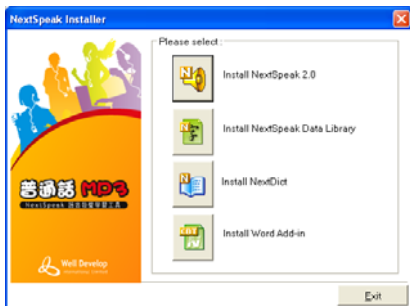 NextSpeak Installer
Please select :
Install NextSpeak 2.0
Install NextSpeak Data Library
Install NextDict
Install Word Add-in
普通話 MP3
Well Develop
Exit